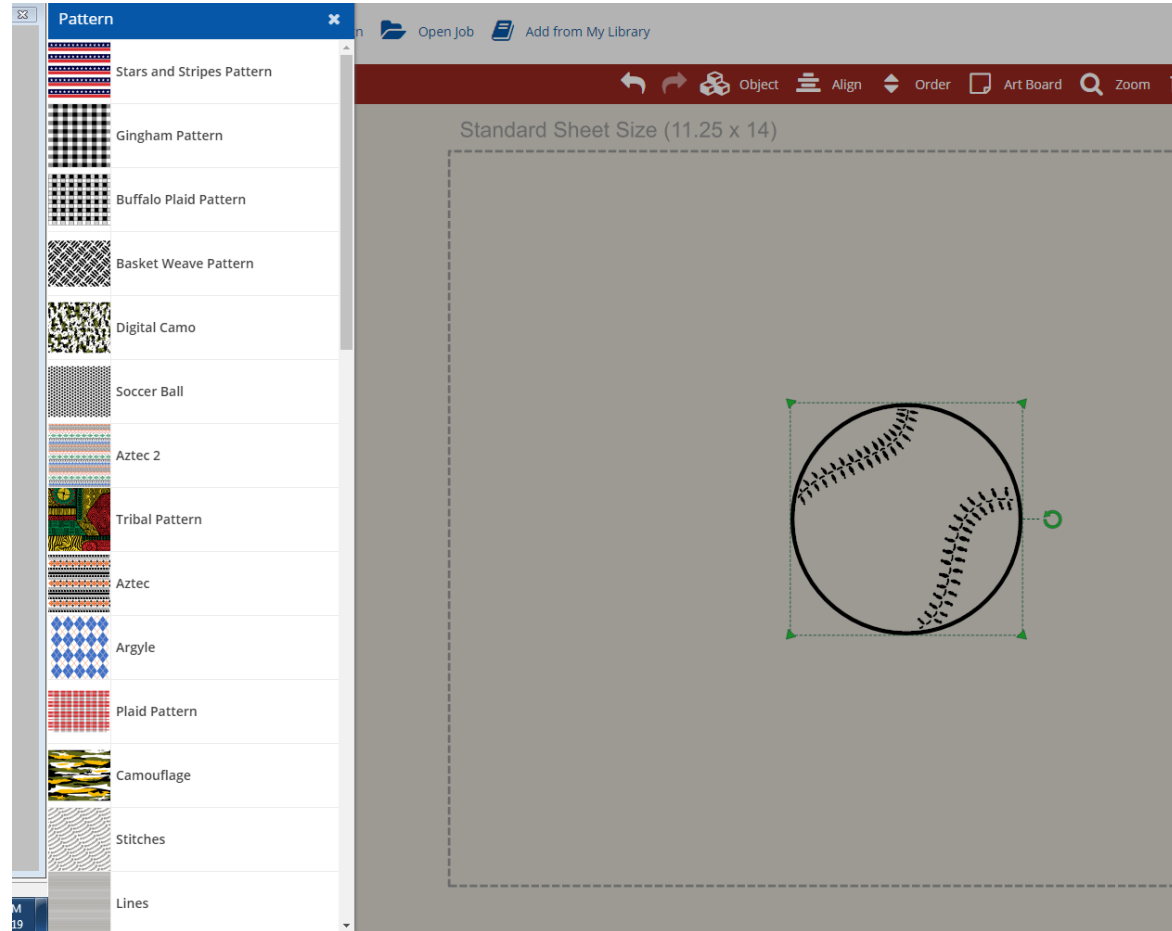 Pattern
n
Open Job
Add from My Library
Object
Align
Order
Art Board
Zoom
Standard Sheet Size (11.25 x 14)
Stars and Stripes Pattern
Gingham Pattern
Buffalo Plaid Pattern
Basket Weave Pattern
Digital Camo
Soccer Ball
Aztec 2
Tribal Pattern
Aztec
Argyle
Plaid Pattern
Camouflage
Stitches
Lines
M
19